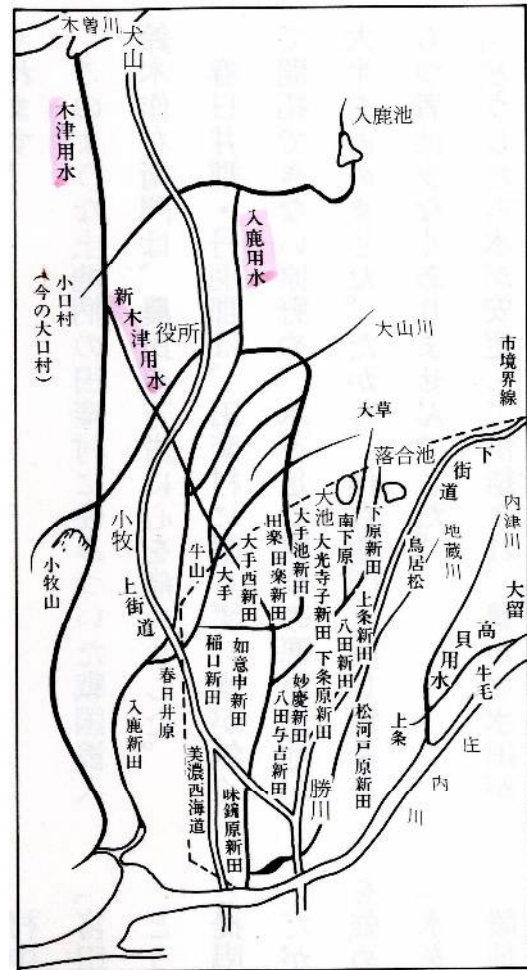 木曽川
犬山
木津用水
入鹿池
入鹿用水
小口村
(今の大口村)
新木津用水
役所
大山川
市境界線
大草
落合池
下街道
内津川
地蔵川
鳥居松
大留
小牧
小牧山
上街道
牛山
大手
大手西新田
田楽
田楽新田
大手池新田
大池
大光寺子新田
南下原
下原新田
八田新田
上条新田
下条原新田
妙慶新田
八田与吉新田
如意申新田
稲口新田
春日井原
入鹿新田
美濃西海道
味鏡原新田
勝川
松河戸原新田
上条
高貝用水
牛毛
庄内川